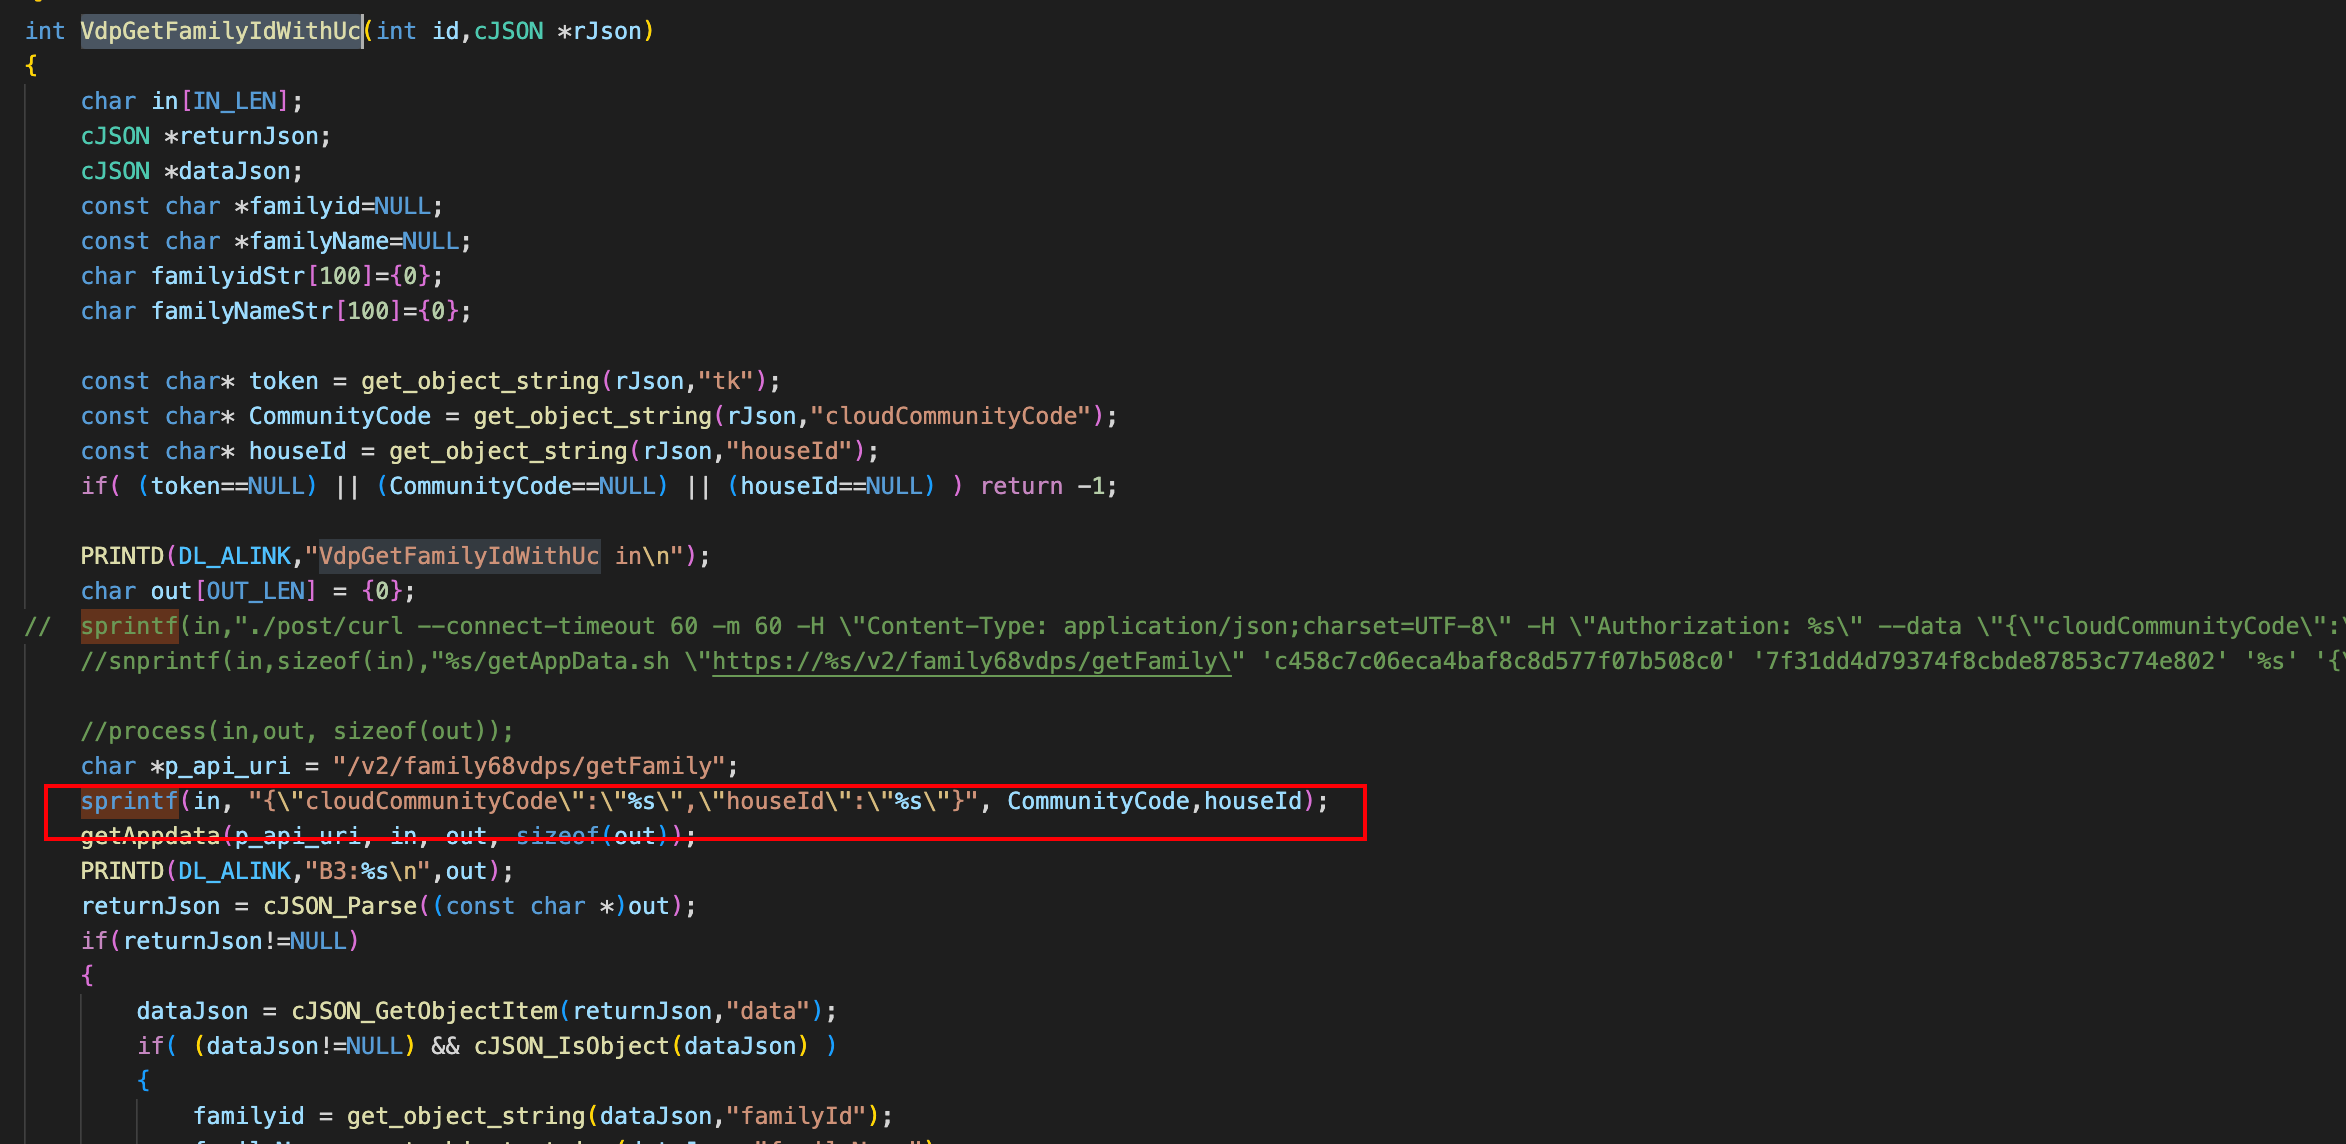 int VdpGetFamilyIdWithUc(int id,cJSON *rJson)
{
    char in[IN_LEN];
    cJSON *returnJson;
    cJSON *dataJson;
    const char *familyid=NULL;
    const char *familyName=NULL;
    char familyidStr[100]={0};
    char familyNameStr[100]={0};

    const char* token = get_object_string(rJson,"tk");
    const char* CommunityCode = get_object_string(rJson,"cloudCommunityCode");
    const char* houseId = get_object_string(rJson,"houseId");
    if( (token==NULL) || (CommunityCode==NULL) || (houseId==NULL) ) return -1;

    PRINTD(DL_ALINK,"VdpGetFamilyIdWithUc in\n");
    char out[OUT_LEN] = {0};
//  sprintf(in,"./post/curl --connect-timeout 60 -m 60 -H \"Content-Type: application/json;charset=UTF-8\" -H \"Authorization: %s\" --data \"{\"cloudCommunityCode\":\
    //snprintf(in,sizeof(in),"%s/getAppData.sh \"https://%s/v2/family68vdps/getFamily\" 'c458c7c06eca4baf8c8d577f07b508c0' '7f31dd4d79374f8cbde87853c774e802' '%s' '{\

    //process(in,out, sizeof(out));
    char *p_api_uri = "/v2/family68vdps/getFamily";
    sprintf(in, "{\"cloudCommunityCode\":\"%s\",\"houseId\":\"%s\"}", CommunityCode,houseId);
    getAppdata(p_api_uri, in, out, sizeof(out));
    PRINTD(DL_ALINK,"B3:%s\n",out);
    returnJson = cJSON_Parse((const char *)out);
    if(returnJson!=NULL)
    {
        dataJson = cJSON_GetObjectItem(returnJson,"data");
        if( (dataJson!=NULL) && cJSON_IsObject(dataJson) )
        {
            familyid = get_object_string(dataJson,"familyId");